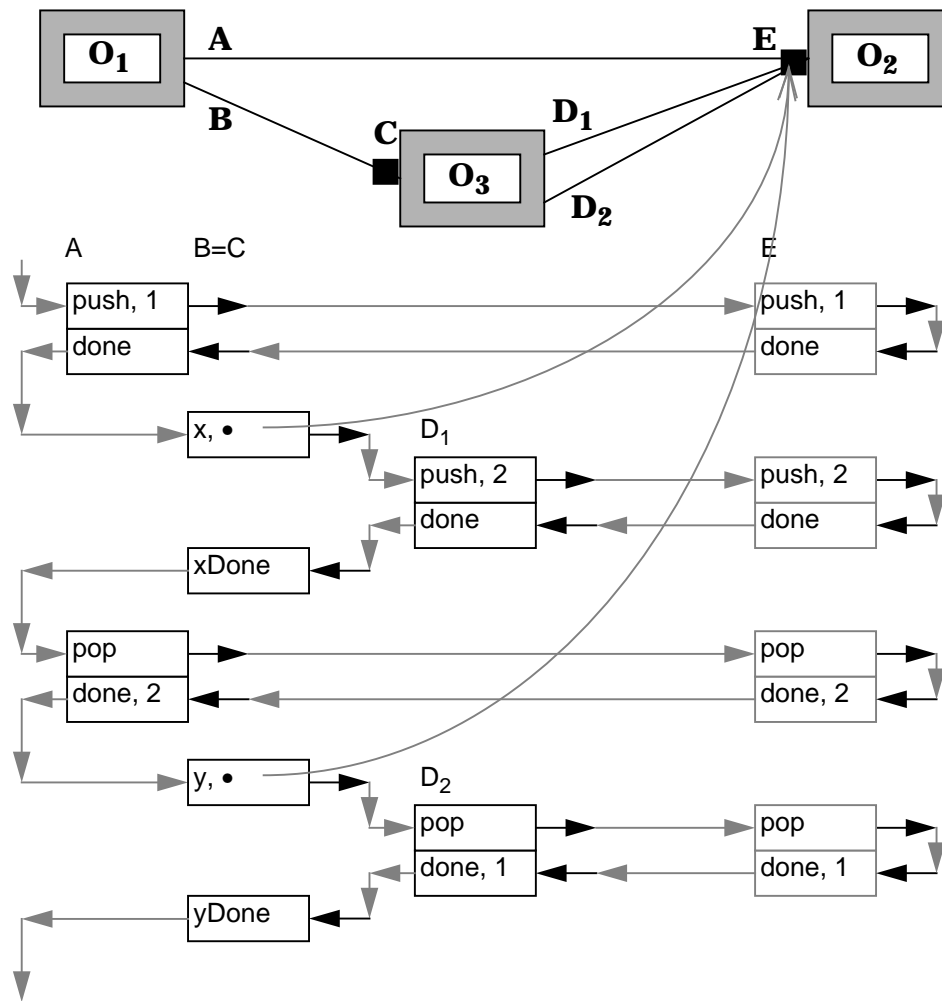 A E
O1 O2
B D1
C
O3
D2
A B=C E
push, 1 push, 1
done done
x, • D1
push, 2 push, 2
done done
xDone
pop pop
done, 2 done, 2
y, • D2
pop pop
done, 1 done, 1
yDone